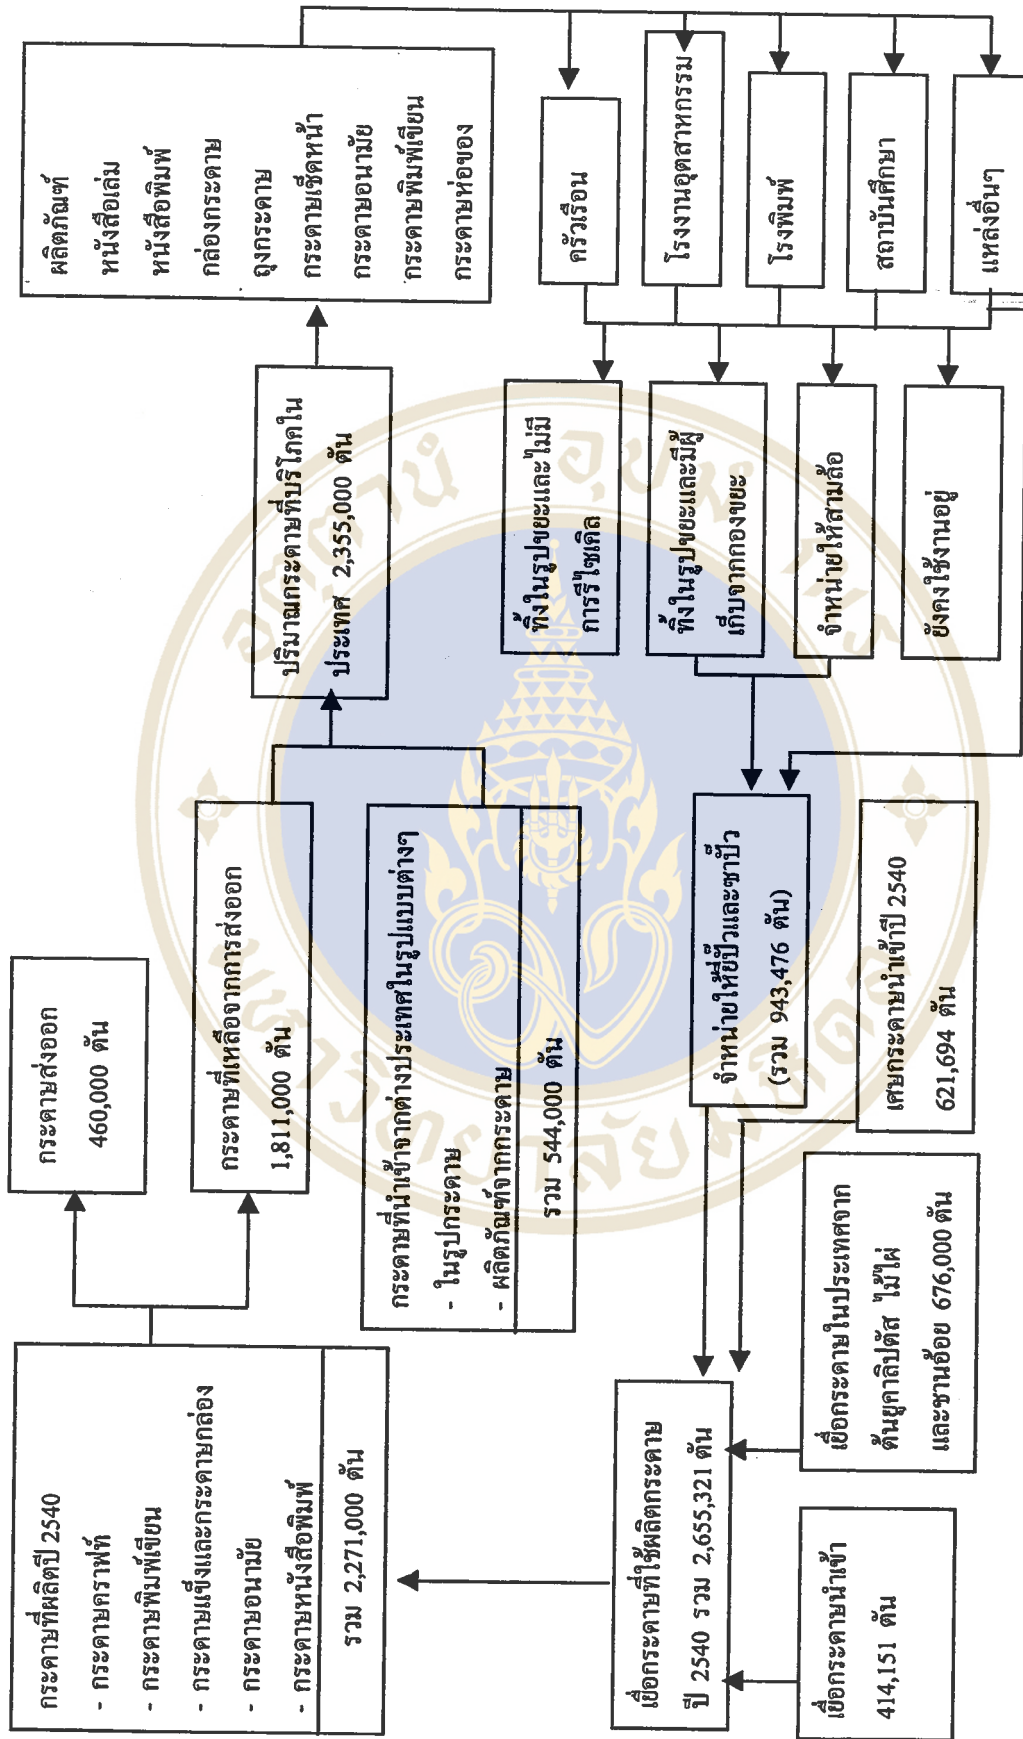 กระดาษที่ผลิตปี 2540
- กระดาษคราฟท์
- กระดาษพิมพ์เขียน
- กระดาษแข็งและกระดาษกล่อง
- กระดาษอนามัย
- กระดาษหนังสือพิมพ์
รวม 2,271,000 ตัน
กระดาษส่งออก
460,000 ตัน
กระดาษที่เหลือจากการส่งออก
1,811,000 ตัน
กระดาษที่นำเข้าจากต่างประเทศในรูปแบบต่างๆ
- ในรูปกระดาษ
- ผลิตภัณฑ์จากกระดาษ
รวม 544,000 ตัน
ปริมาณกระดาษที่บริโภคใน
ประเทศ 2,355,000 ตัน
ผลิตภัณฑ์
หนังสือเล่ม
หนังสือพิมพ์
กล่องกระดาษ
ถุงกระดาษ
กระดาษเช็ดหน้า
กระดาษอนามัย
กระดาษพิมพ์เขียน
กระดาษห่อของ
ครัวเรือน
โรงงานอุตสาหกรรม
โรงพิมพ์
สถาบันศึกษา
แหล่งอื่นๆ
ทิ้งในรูปขยะและไม่มี
การรีไซเคิล
ทิ้งในรูปขยะและมีผู้
เก็บจากกองขยะ
จำหน่ายให้สามล้อ
ยังคงใช้งานอยู่
จำหน่ายให้ยี่ปั๊วและซาปั๊ว
(รวม 943,476 ตัน)
เศษกระดาษนำเข้าปี 2540
621,694 ตัน
เยื่อกระดาษที่ใช้ผลิตกระดาษ
ปี 2540 รวม 2,655,321 ตัน
เยื่อกระดาษในประเทศจาก
ต้นยูคาลิปตัส ไม้ไผ่
และชานอ้อย 676,000 ตัน
เยื่อกระดาษนำเข้า
414,151 ตัน
มหาวิทยาลัยมหิดล